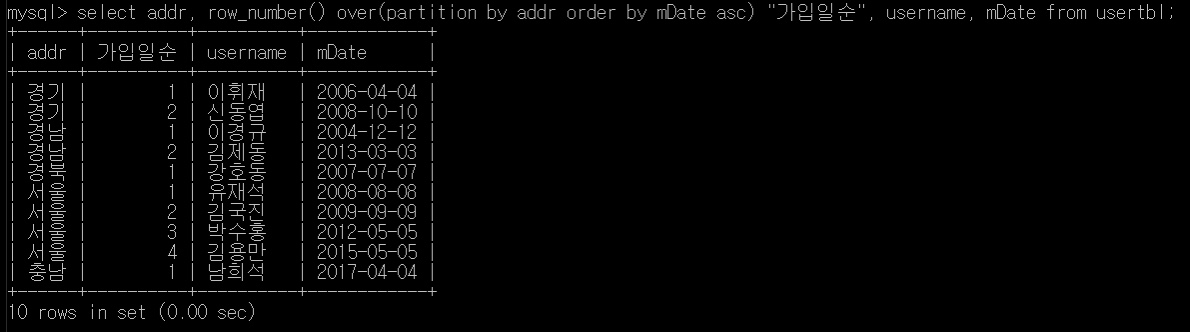 mysql> select addr, row_number() over(partition by addr order by mDate asc) "가입일순", username, mDate from usertbl;
+------+----------+----------+------------+
| addr | 가입일순 | username | mDate      |
+------+----------+----------+------------+
| 경기 |        1 | 이휘재   | 2006-04-04 |
| 경기 |        2 | 신동엽   | 2008-10-10 |
| 경남 |        1 | 이경규   | 2004-12-12 |
| 경남 |        2 | 김제동   | 2013-03-03 |
| 경북 |        1 | 강호동   | 2007-07-07 |
| 서울 |        1 | 유재석   | 2008-08-08 |
| 서울 |        2 | 김국진   | 2009-09-09 |
| 서울 |        3 | 박수홍   | 2012-05-05 |
| 서울 |        4 | 김용만   | 2015-05-05 |
| 충남 |        1 | 남희석   | 2017-04-04 |
+------+----------+----------+------------+
10 rows in set (0.00 sec)